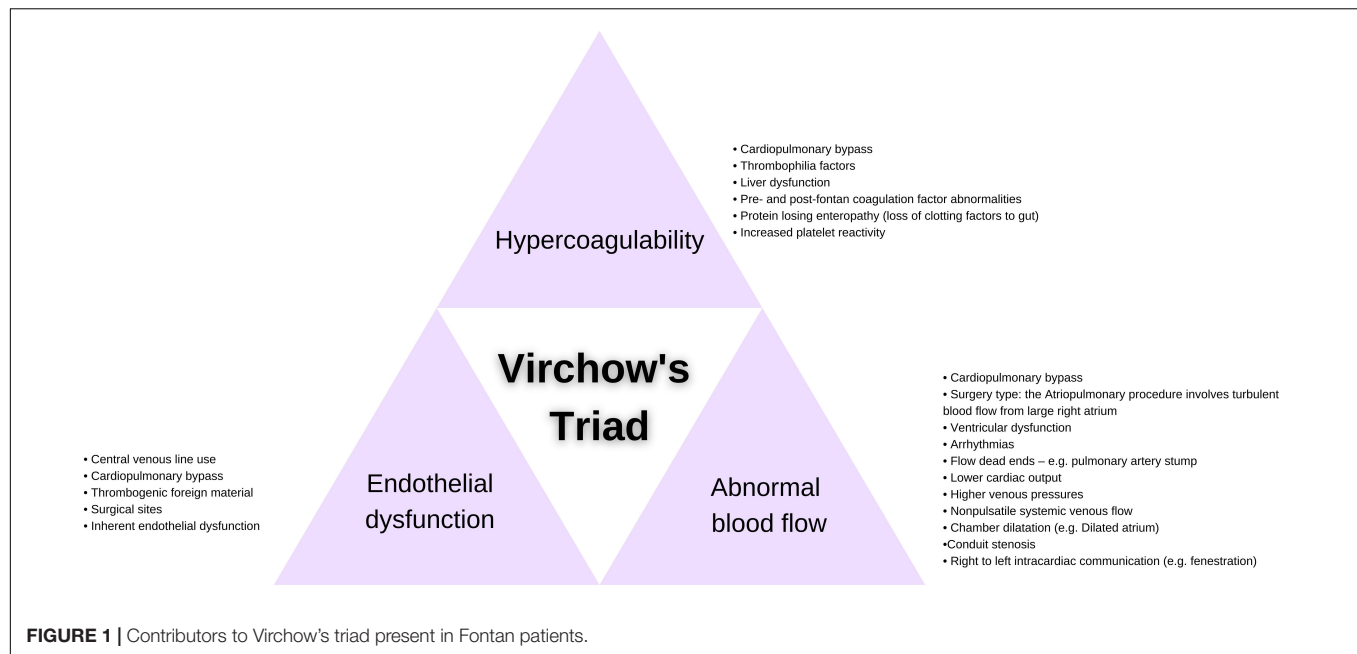 • Cardiopulmonary bypass
• Thrombophilia factors
• Liver dysfunction
• Pre- and post-fontan coagulation factor abnormalities
• Protein losing enteropathy (loss of clotting factors to gut)
• Increased platelet reactivity
Hypercoagulability
Virchow's
Triad
• Central venous line use
• Cardiopulmonary bypass
• Thrombogenic foreign material
• Surgical sites
• Inherent endothelial dysfunction
Endothelial
dysfunction
Abnormal
blood flow
• Cardiopulmonary bypass
• Surgery type: the Atriopulmonary procedure involves turbulent
blood flow from large right atrium
• Ventricular dysfunction
• Arrhythmias
• Flow dead ends – e.g. pulmonary artery stump
• Lower cardiac output
• Higher venous pressures
• Nonpulsatile systemic venous flow
• Chamber dilatation (e.g. Dilated atrium)
•Conduit stenosis
• Right to left intracardiac communication (e.g. fenestration)
FIGURE 1 | Contributors to Virchow's triad present in Fontan patients.